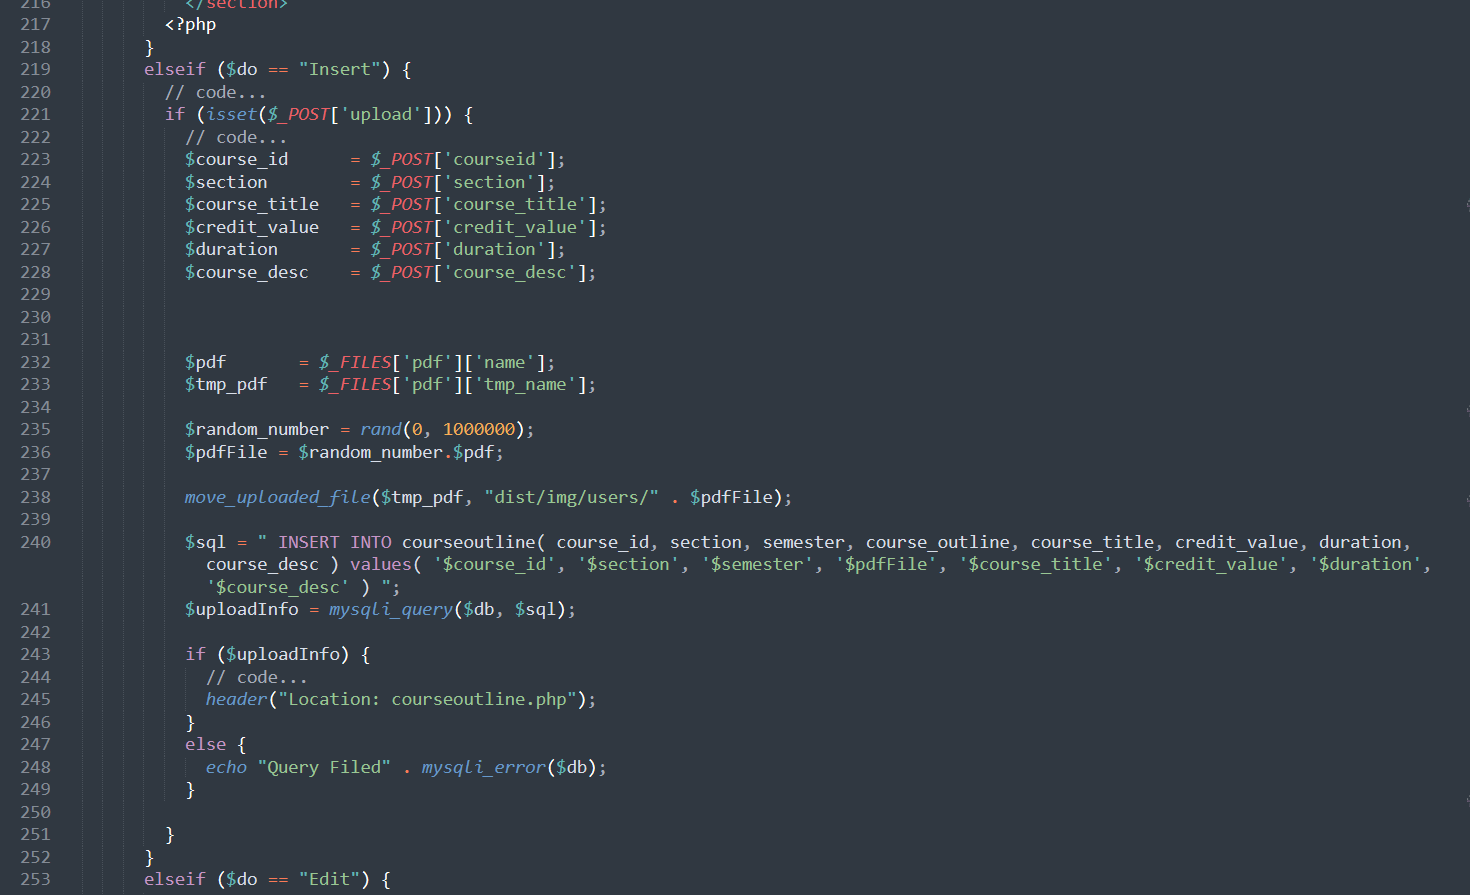 216 </section>
217 <?php
218 }
219 elseif ($do == "Insert") {
220 // code...
221 if (isset($_POST['upload'])) {
222 // code...
223 $course_id = $_POST['courseid'];
224 $section = $_POST['section'];
225 $course_title = $_POST['course_title'];
226 $credit_value = $_POST['credit_value'];
227 $duration = $_POST['duration'];
228 $course_desc = $_POST['course_desc'];
229
230
231
232 $pdf = $_FILES['pdf']['name'];
233 $tmp_pdf = $_FILES['pdf']['tmp_name'];
234
235 $random_number = rand(0, 1000000);
236 $pdfFile = $random_number.$pdf;
237
238 move_uploaded_file($tmp_pdf, "dist/img/users/" . $pdfFile);
239
240 $sql = " INSERT INTO courseoutline( course_id, section, semester, course_outline, course_title, credit_value, duration,
course_desc ) values( '$course_id', '$section', '$semester', '$pdfFile', '$course_title', '$credit_value', '$duration',
'$course_desc' ) ";
241 $uploadInfo = mysqli_query($db, $sql);
242
243 if ($uploadInfo) {
244 // code...
245 header("Location: courseoutline.php");
246 }
247 else {
248 echo "Query Filed" . mysqli_error($db);
249 }
250
251 }
252 }
253 elseif ($do == "Edit") {